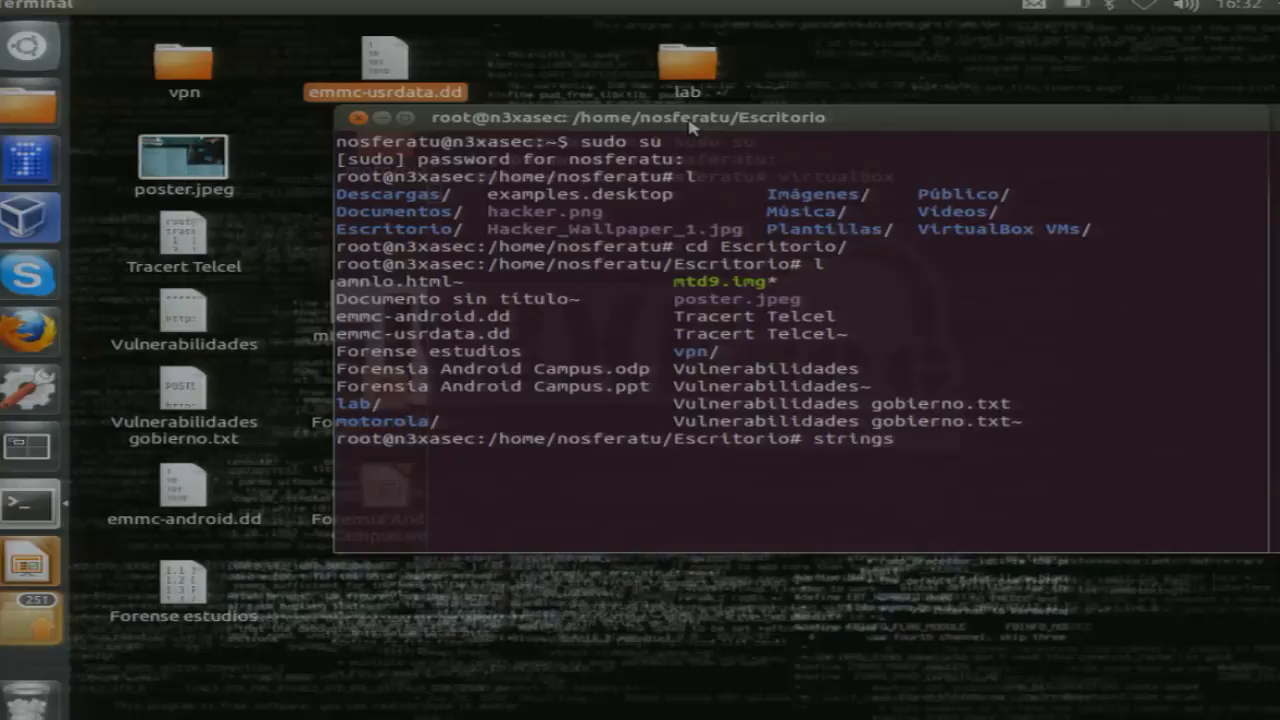 Terminal
16:32
vpn
emmc-usrdata.dd
lab
poster.jpeg
Tracert Telcel
Vulnerabilidades
Vulnerabilidades
gobierno.txt
emmc-android.dd
Forense estudios
251
root@n3xasec: /home/nosferatu/Escritorio
nosferatu@n3xasec:~$ sudo su
[sudo] password for nosferatu:
root@n3xasec:/home/nosferatu# l
Descargas/ examples.desktop Imágenes/ Público/
Documentos/ hacker.png Música/ Vídeos/
Escritorio/ Hacker_Wallpaper_1.jpg Plantillas/ VirtualBox VMs/
root@n3xasec:/home/nosferatu# cd Escritorio/
root@n3xasec:/home/nosferatu/Escritorio# l
amnlo.html~ mtd9.img*
Documento sin título~ poster.jpeg
emmc-android.dd Tracert Telcel
emmc-usrdata.dd Tracert Telcel~
Forense estudios vpn/
Forensia Android Campus.odp Vulnerabilidades
Forensia Android Campus.ppt Vulnerabilidades~
lab/ Vulnerabilidades gobierno.txt
motorola/ Vulnerabilidades gobierno.txt~
root@n3xasec:/home/nosferatu/Escritorio# strings